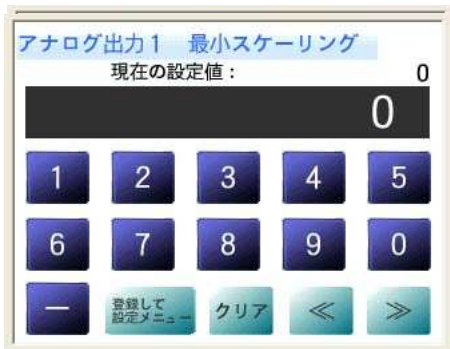 アナログ出力1 最小スケーリング
現在の設定値： 0
0
1 2 3 4 5
6 7 8 9 0
ー 登録して 設定メニュー クリア ≪ ≫